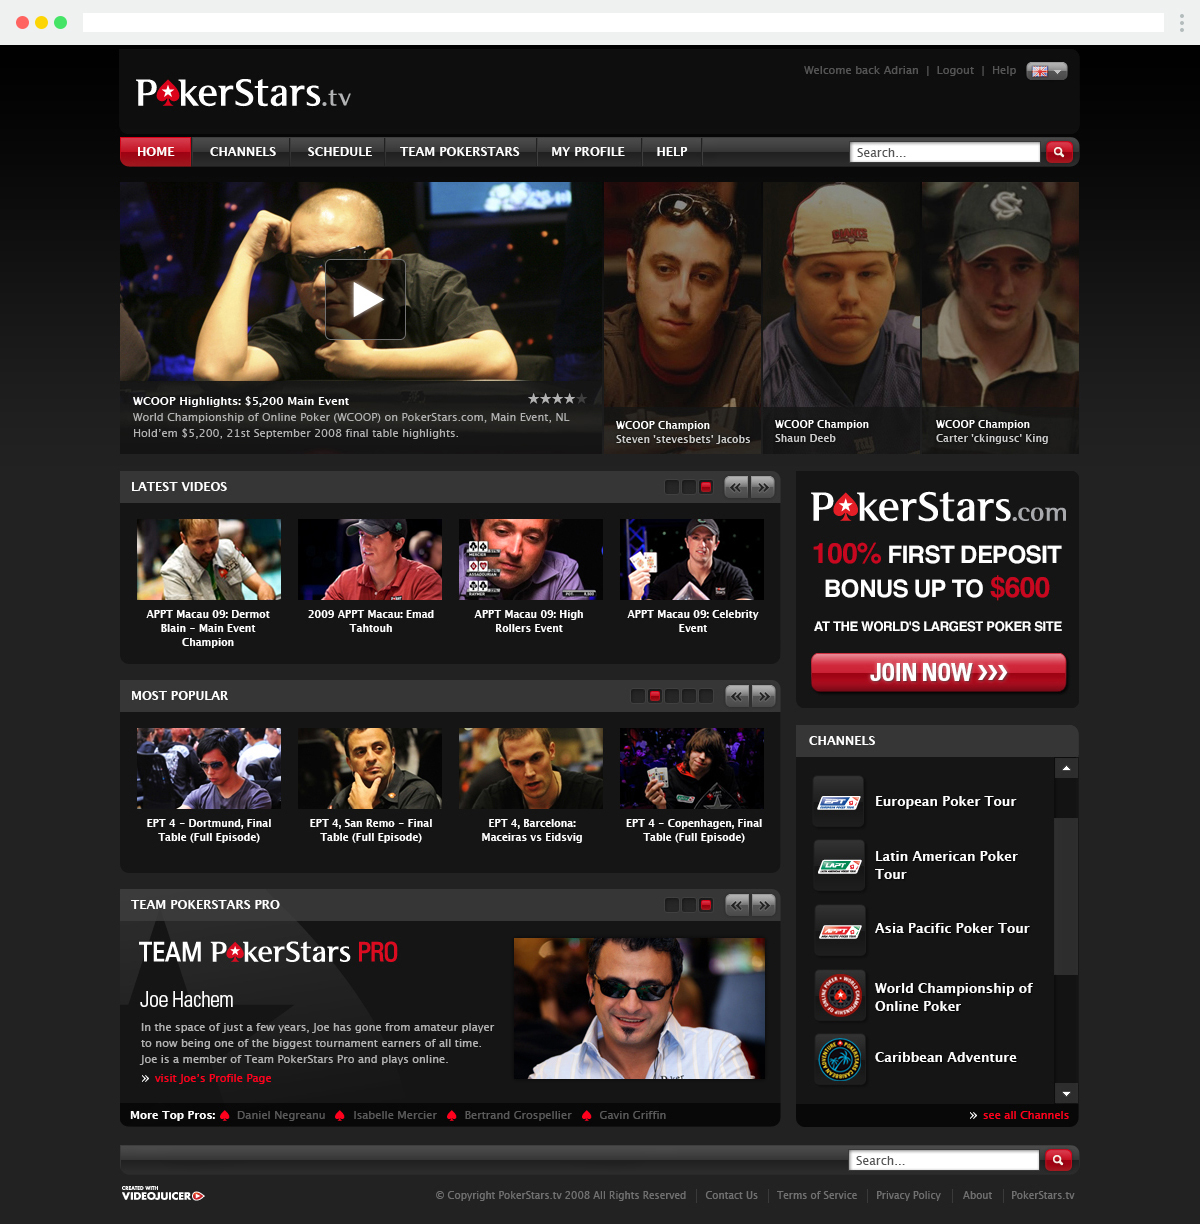 Welcome back Adrian | Logout | Help
PokerStars.tv
HOME CHANNELS SCHEDULE TEAM POKERSTARS MY PROFILE HELP Search...
WCOOP Highlights: $5,200 Main Event
World Championship of Online Poker (WCOOP) on PokerStars.com, Main Event, NL
Hold'em $5,200, 21st September 2008 final table highlights.
WCOOP Champion
Steven 'stevesbets' Jacobs
WCOOP Champion
Shaun Deeb
WCOOP Champion
Carter 'ckingusc' King
LATEST VIDEOS
APPT Macau 09: Dermot
Blain - Main Event
Champion
2009 APPT Macau: Emad
Tahtouh
APPT Macau 09: High
Rollers Event
APPT Macau 09: Celebrity
Event
PokerStars.com
100% FIRST DEPOSIT
BONUS UP TO $600
AT THE WORLD'S LARGEST POKER SITE
JOIN NOW
MOST POPULAR
EPT 4 - Dortmund, Final
Table (Full Episode)
EPT 4, San Remo - Final
Table (Full Episode)
EPT 4, Barcelona:
Maceiras vs Eidsvig
EPT 4 - Copenhagen, Final
Table (Full Episode)
CHANNELS
EPT
European Poker Tour
LAPT
Latin American Poker
Tour
APPT
Asia Pacific Poker Tour
World Championship of
Online Poker
Caribbean Adventure
see all Channels
TEAM POKERSTARS PRO
TEAM PokerStars PRO
Joe Hachem
In the space of just a few years, Joe has gone from amateur player
to now being one of the biggest tournament earners of all time.
Joe is a member of Team PokerStars Pro and plays online.
visit Joe's Profile Page
More Top Pros: Daniel Negreanu Isabelle Mercier Bertrand Grospellier Gavin Griffin
Search...
CREATED WITH
VIDEOJUICER
© Copyright PokerStars.tv 2008 All Rights Reserved | Contact Us | Terms of Service | Privacy Policy | About | PokerStars.tv